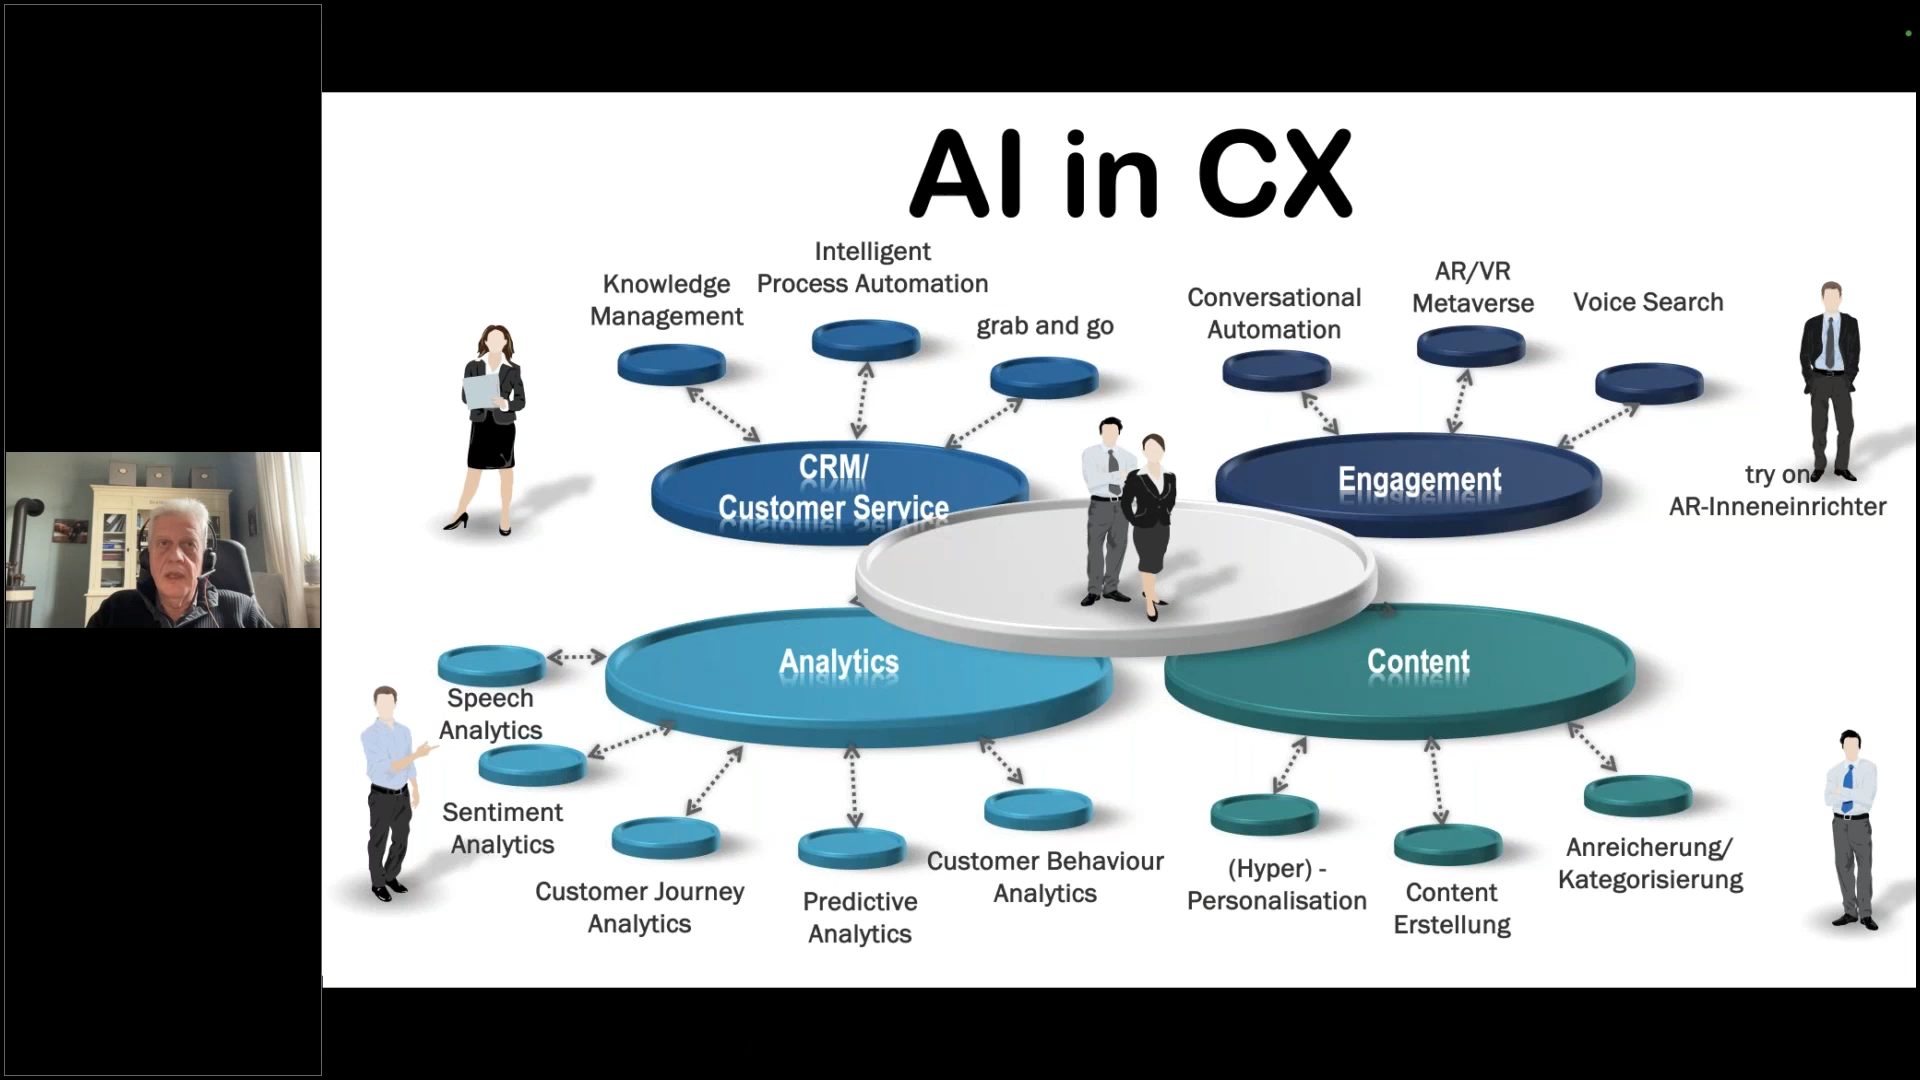 AI in CX
Intelligent
Process Automation
Knowledge
Management
grab and go
Conversational
Automation
AR/VR
Metaverse
Voice Search
CRM/
Customer Service
Engagement
try on
AR-Inneneinrichter
Analytics
Content
Speech
Analytics
Sentiment
Analytics
Customer Journey
Analytics
Predictive
Analytics
Customer Behaviour
Analytics
(Hyper) -
Personalisation
Content
Erstellung
Anreicherung/
Kategorisierung